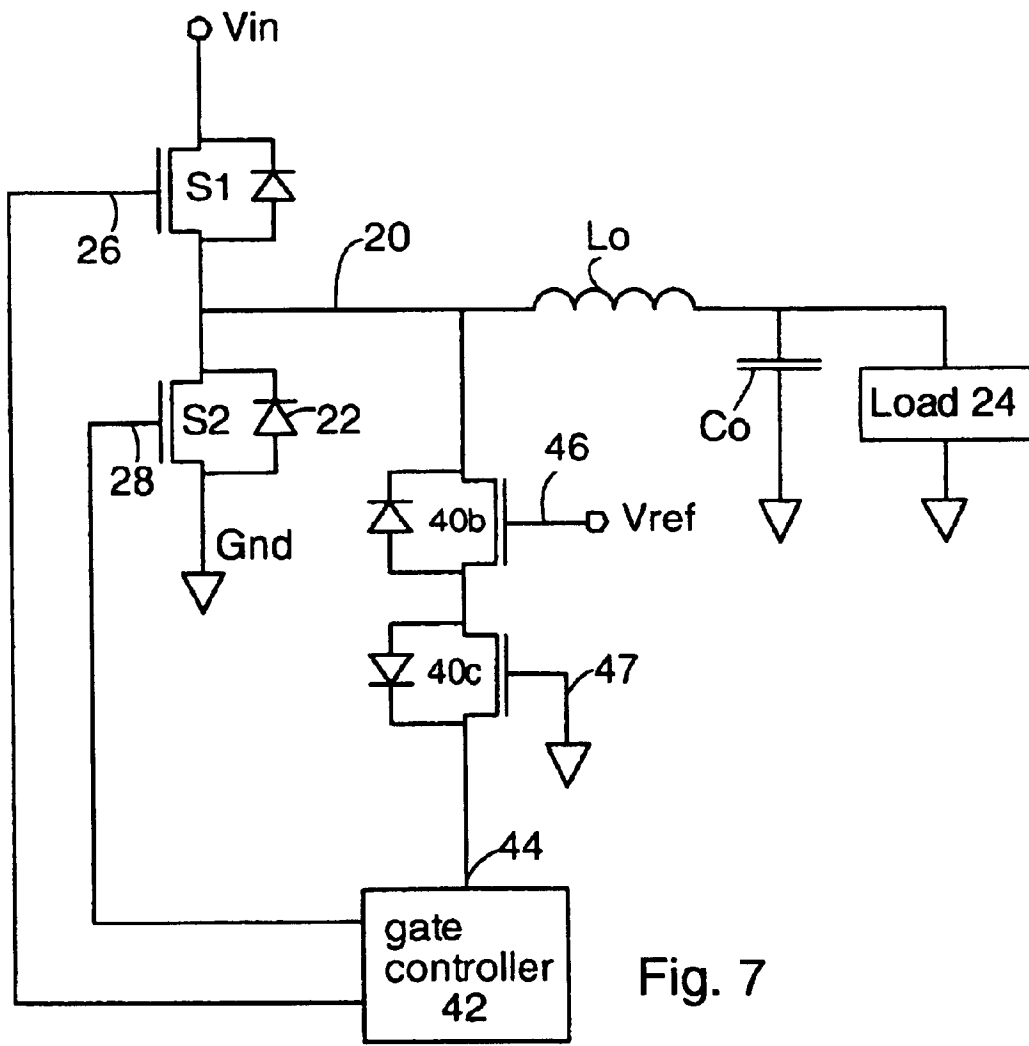 Vin
S1
26
20
Lo
S2
22
28
Gnd
Co
Load 24
46
40b
Vref
40c
47
44
gate
controller
42
Fig. 7